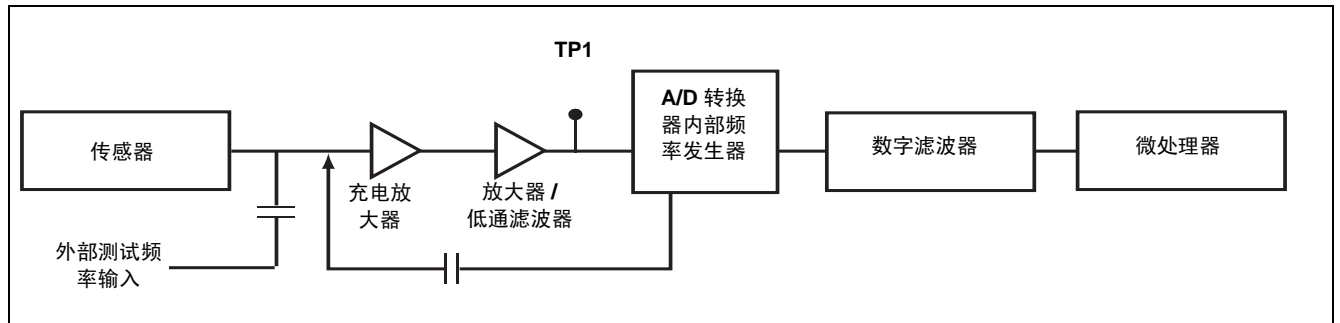 TP1
传感器
充电放
大器
放大器 /
低通滤波器
A/D 转换
器内部频
率发生器
数字滤波器
微处理器
外部测试频
率输入